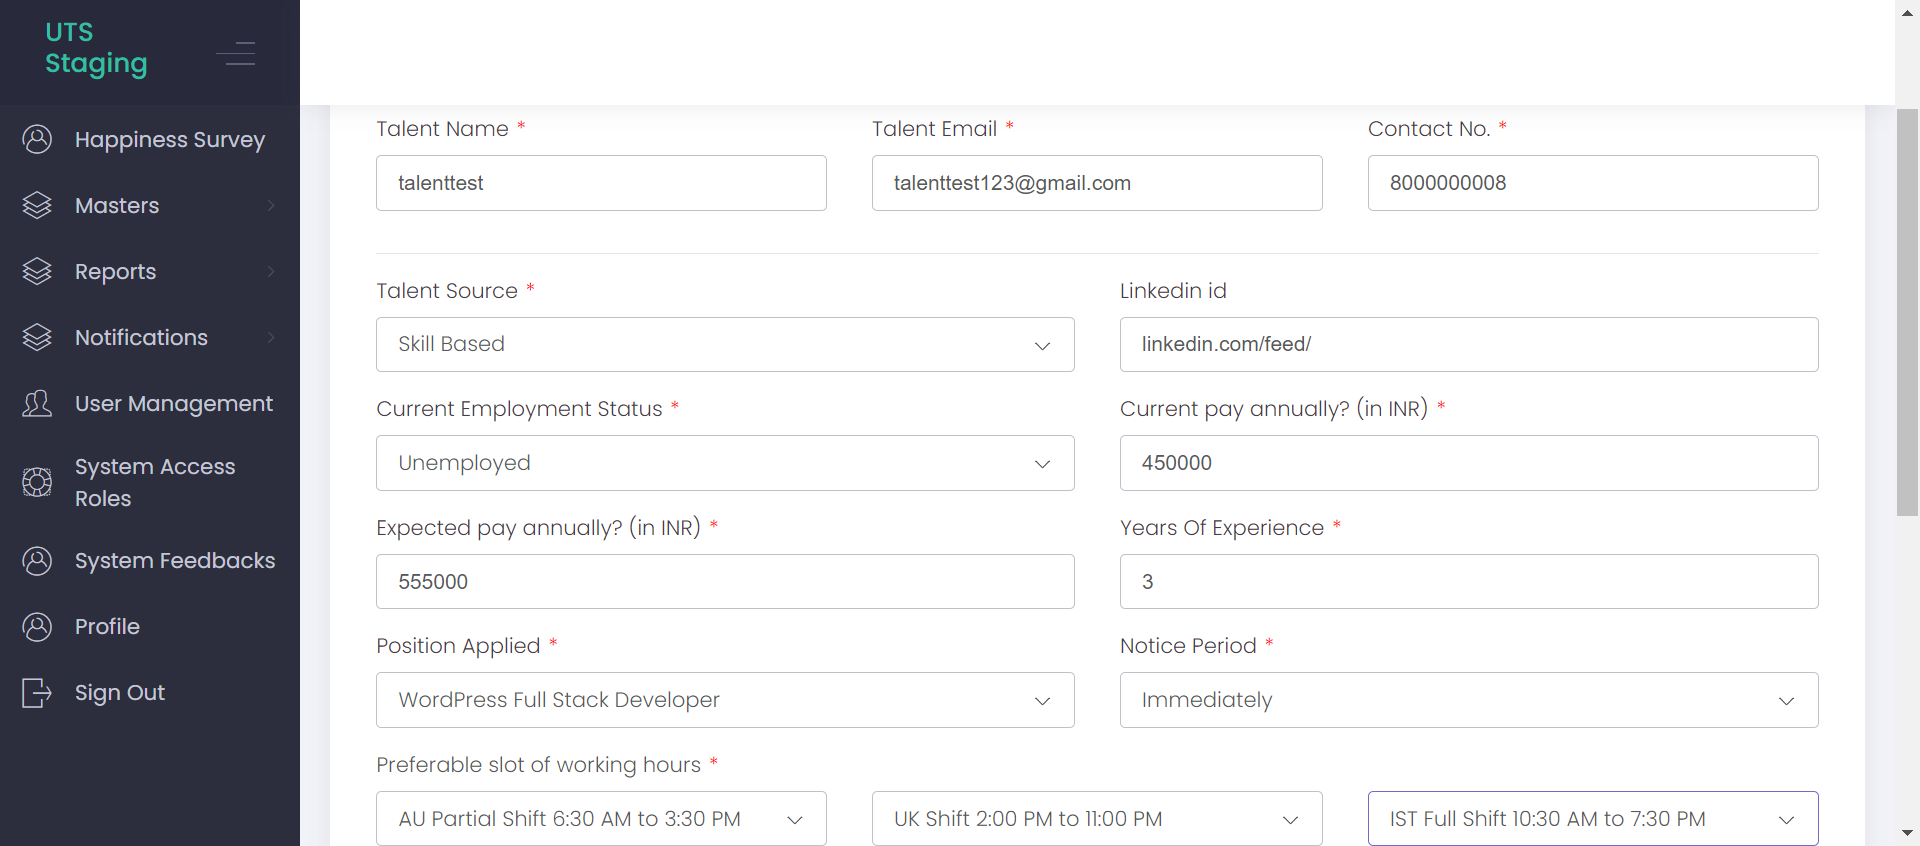 UTS
Staging
Happiness Survey
Masters
Reports
Notifications
User Management
System Access
Roles
System Feedbacks
Profile
Sign Out
Talent Name * Talent Email * Contact No. *
talenttest talenttest123@gmail.com 8000000008
Talent Source * Linkedin id
Skill Based linkedin.com/feed/
Current Employment Status * Current pay annually? (in INR) *
Unemployed 450000
Expected pay annually? (in INR) * Years Of Experience *
555000 3
Position Applied * Notice Period *
WordPress Full Stack Developer Immediately
Preferable slot of working hours *
AU Partial Shift 6:30 AM to 3:30 PM UK Shift 2:00 PM to 11:00 PM IST Full Shift 10:30 AM to 7:30 PM